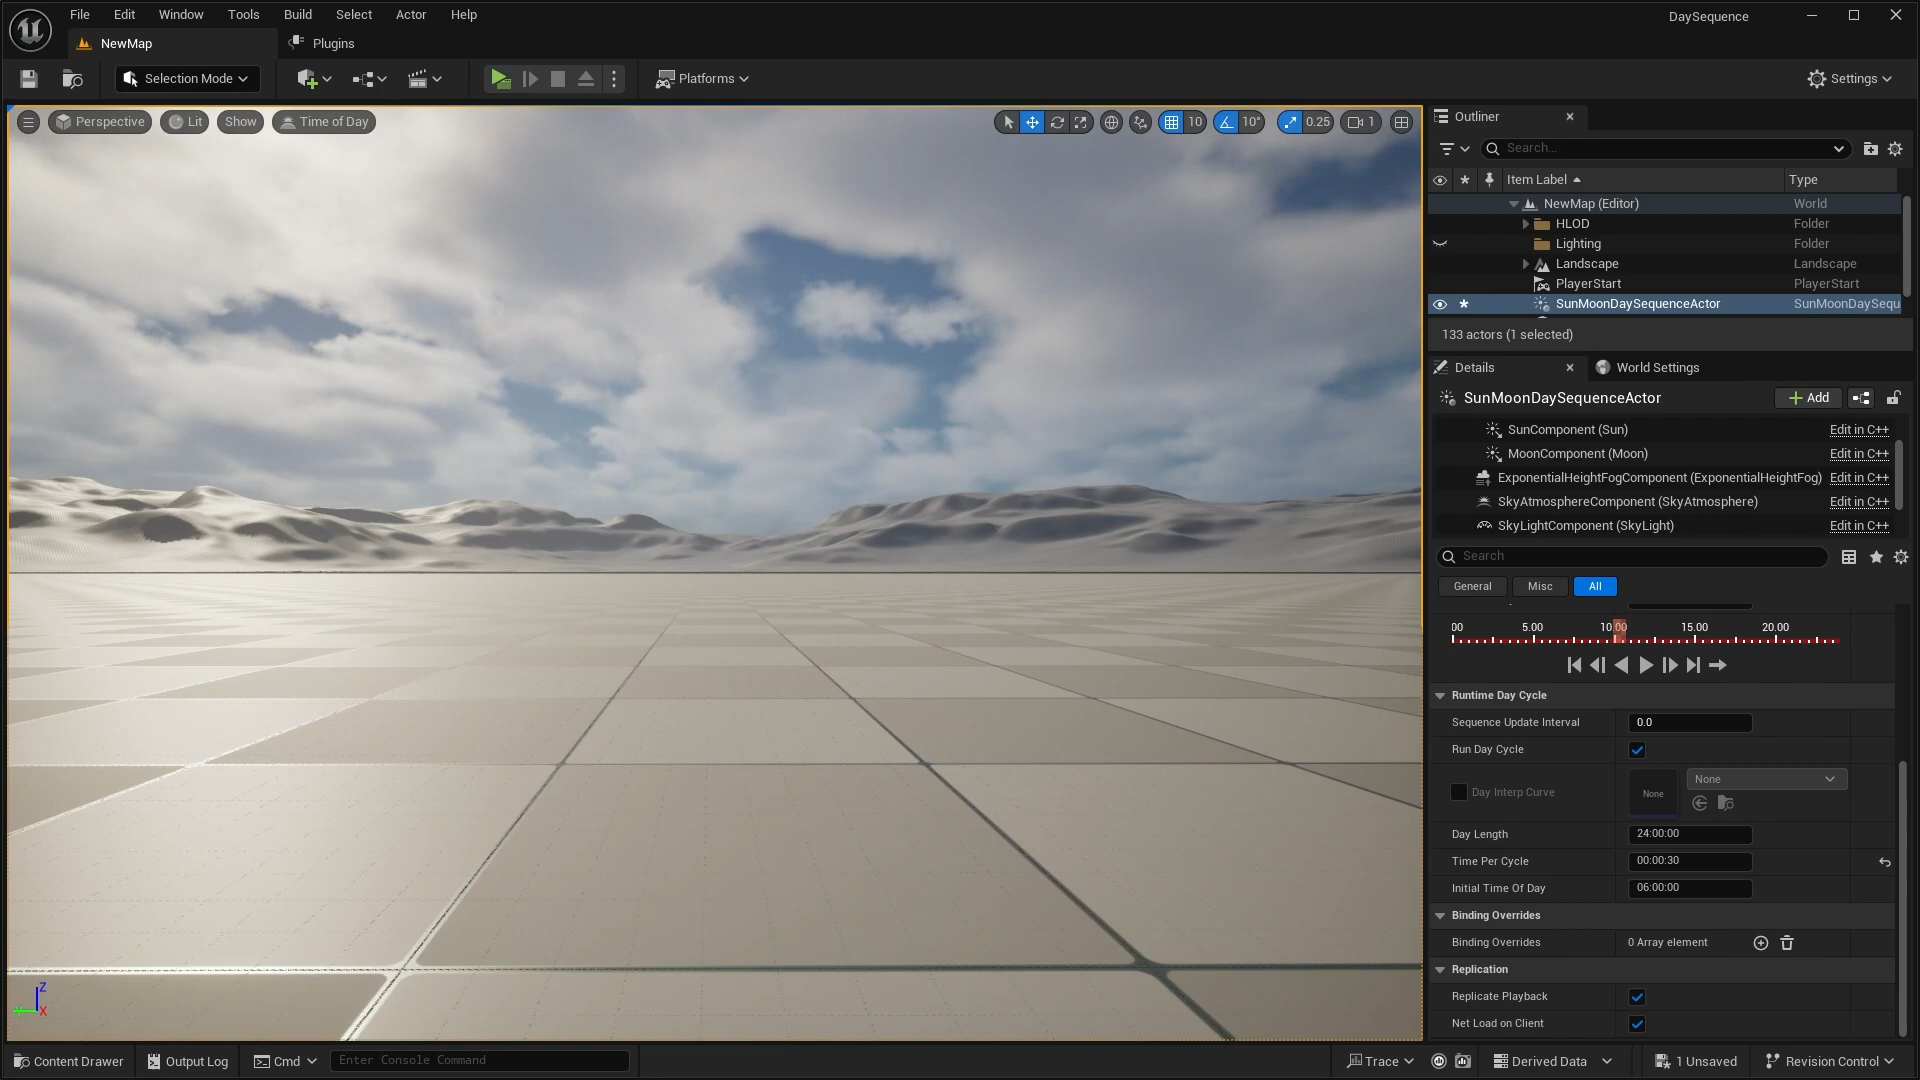 File Edit Window Tools Build Select Actor Help
DaySequence
NewMap
Plugins
Selection Mode
Platforms
Settings
Perspective
Lit
Show
Time of Day
10
10°
0.25
1
Z
X
Outliner
Search...
Item Label Type
NewMap (Editor) World
HLOD Folder
Lighting Folder
Landscape Landscape
PlayerStart PlayerStart
SunMoonDaySequenceActor SunMoonDaySequ
133 actors (1 selected)
Details
World Settings
SunMoonDaySequenceActor
Add
SunComponent (Sun) Edit in C++
MoonComponent (Moon) Edit in C++
ExponentialHeightFogComponent (ExponentialHeightFog) Edit in C++
SkyAtmosphereComponent (SkyAtmosphere) Edit in C++
SkyLightComponent (SkyLight) Edit in C++
Search
General Misc All
00 5.00 10.00 15.00 20.00
Runtime Day Cycle
Sequence Update Interval 0.0
Run Day Cycle
Day Interp Curve None None
Day Length 24:00:00
Time Per Cycle 00:00:30
Initial Time Of Day 06:00:00
Binding Overrides
Binding Overrides 0 Array element
Replication
Replicate Playback
Net Load on Client
Content Drawer
Output Log
Cmd
Enter Console Command
Trace
Derived Data
1 Unsaved
Revision Control